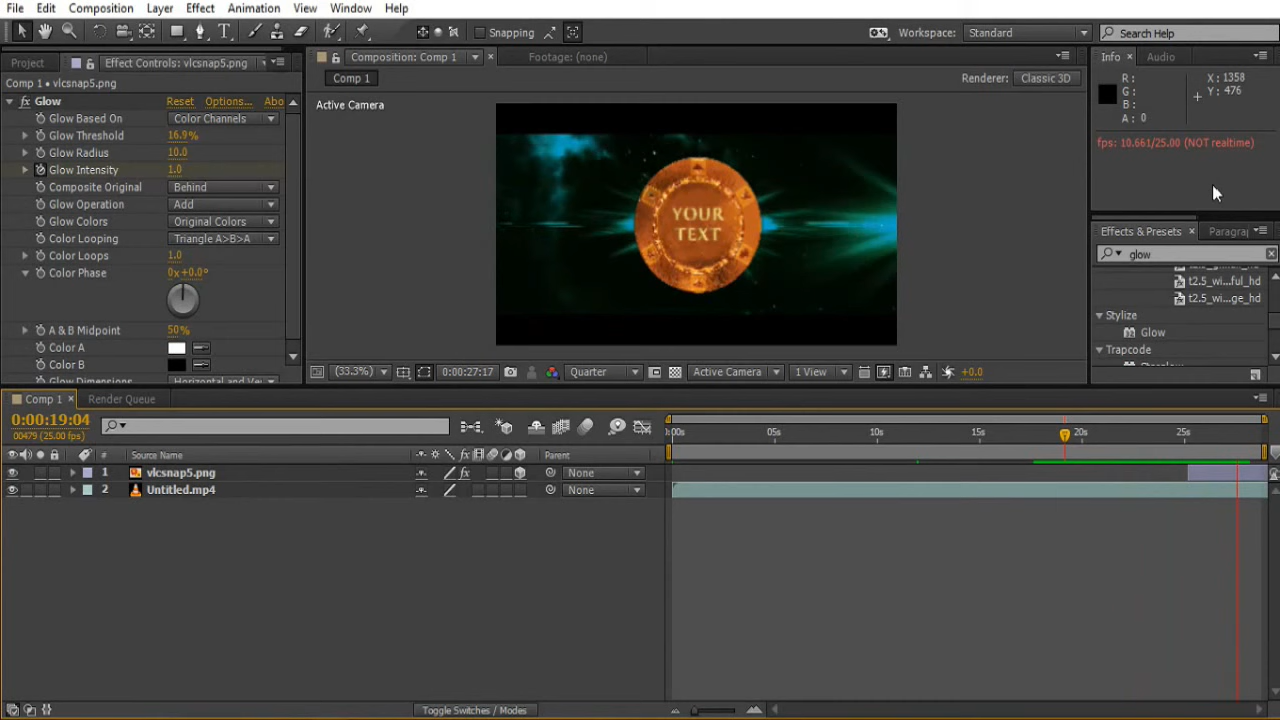 File Edit Composition Layer Effect Animation View Window Help
Snapping Workspace: Standard Search Help
Project Effect Controls: vlcsnap5.png Composition: Comp 1 Footage: (none) Info Audio
Comp 1 • vlcsnap5.png Comp 1 Renderer: Classic 3D R: X: 1358
Glow Reset Options... Abo Active Camera G: Y: 476
B:
Glow Based On Color Channels A: 0
Glow Threshold 16.9%
fps: 10.661/25.00 (NOT realtime)
Glow Radius 10.0
Glow Intensity 1.0
Composite Original Behind
Glow Operation Add
YOUR
TEXT
Glow Colors Original Colors
Effects & Presets Paragraph
Color Looping Triangle A>B>A
glow
Color Loops 1.0
Color Phase 0x+0.0°
t2.5_wi...ful_hd
t2.5_wi...ge_hd
Stylize
A & B Midpoint 50%
Glow
Color A
Trapcode
Color B
(33.3%) 0:00:27:17 Quarter Active Camera 1 View +0.0
Comp 1 Render Queue
0:00:19:04
00479 (25.00 fps)
:00s 05s 10s 15s 20s 25s
# Source Name Parent
1 vlcsnap5.png None
2 Untitled.mp4 None
Toggle Switches / Modes